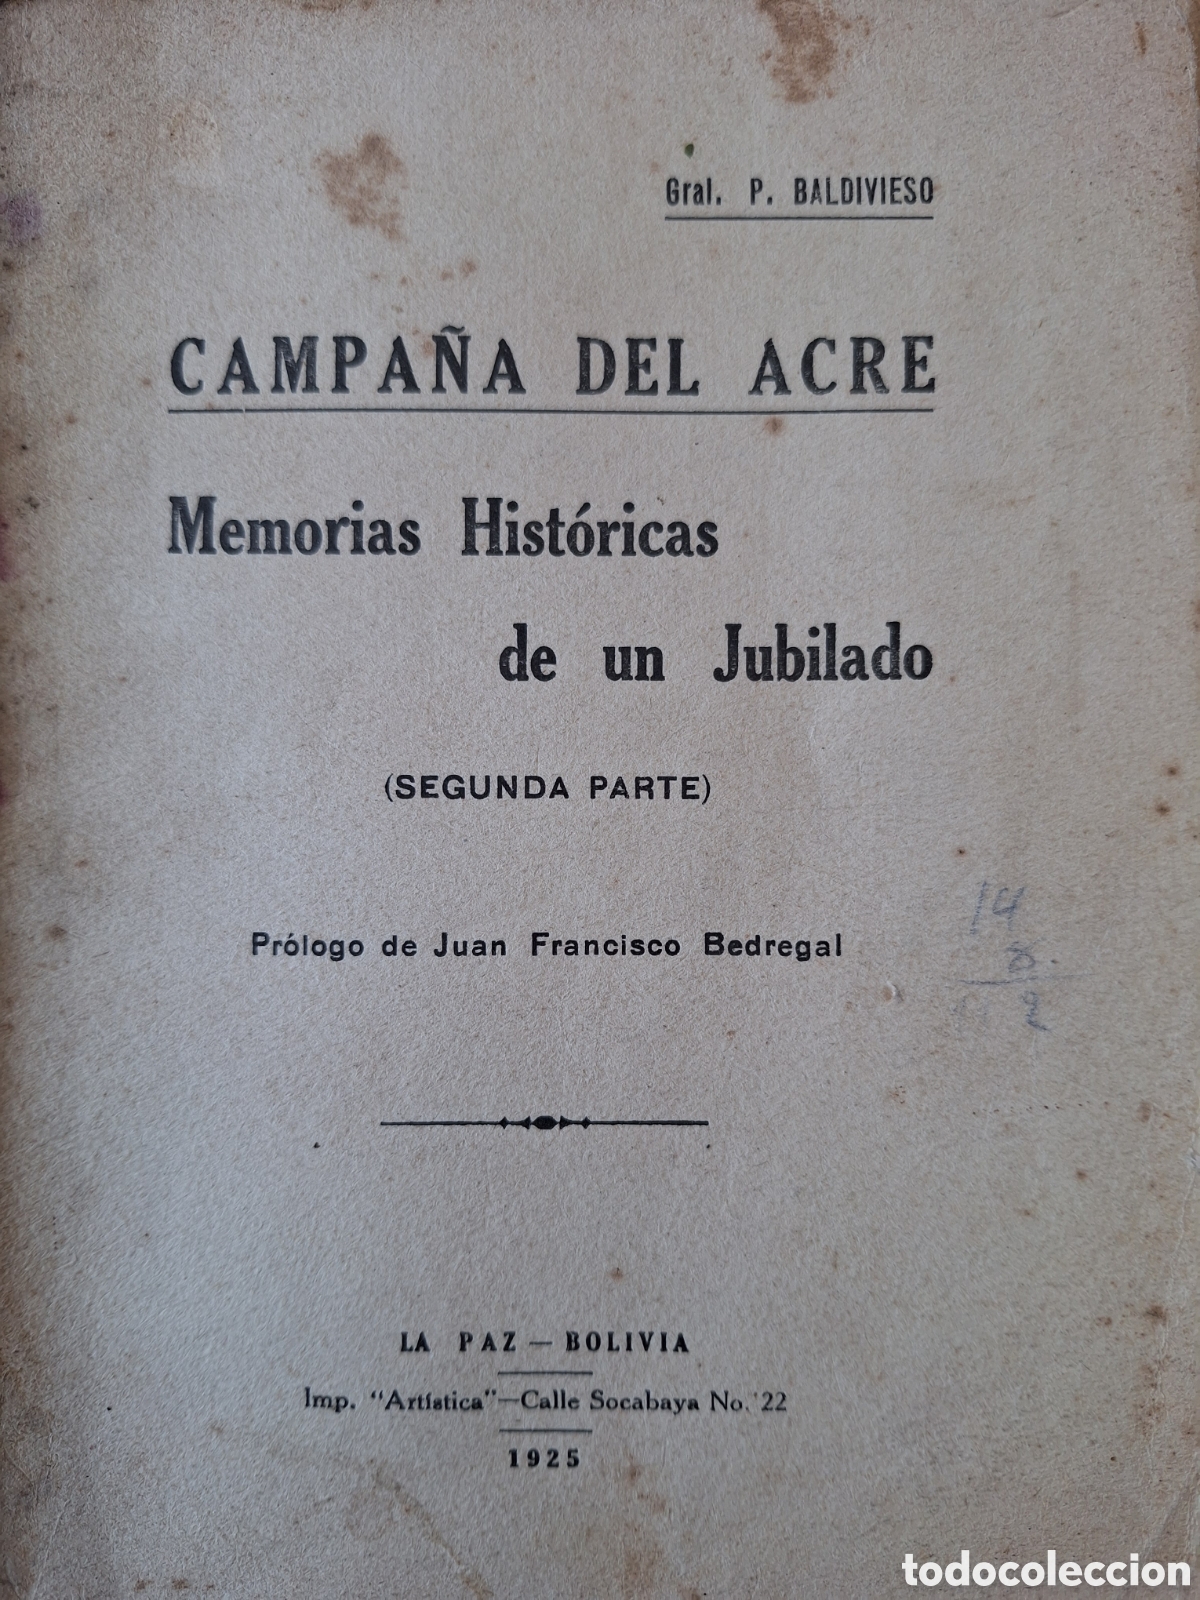 Gral. P. BALDIVIESO
CAMPAÑA DEL ACRE
Memorias Históricas
de un Jubilado
(SEGUNDA PARTE)
14
Prólogo de Juan Francisco Bedregal
LA PAZ — BOLIVIA
Imp. "Artística"—Calle Socabaya No. 22
1925
todocoleccion